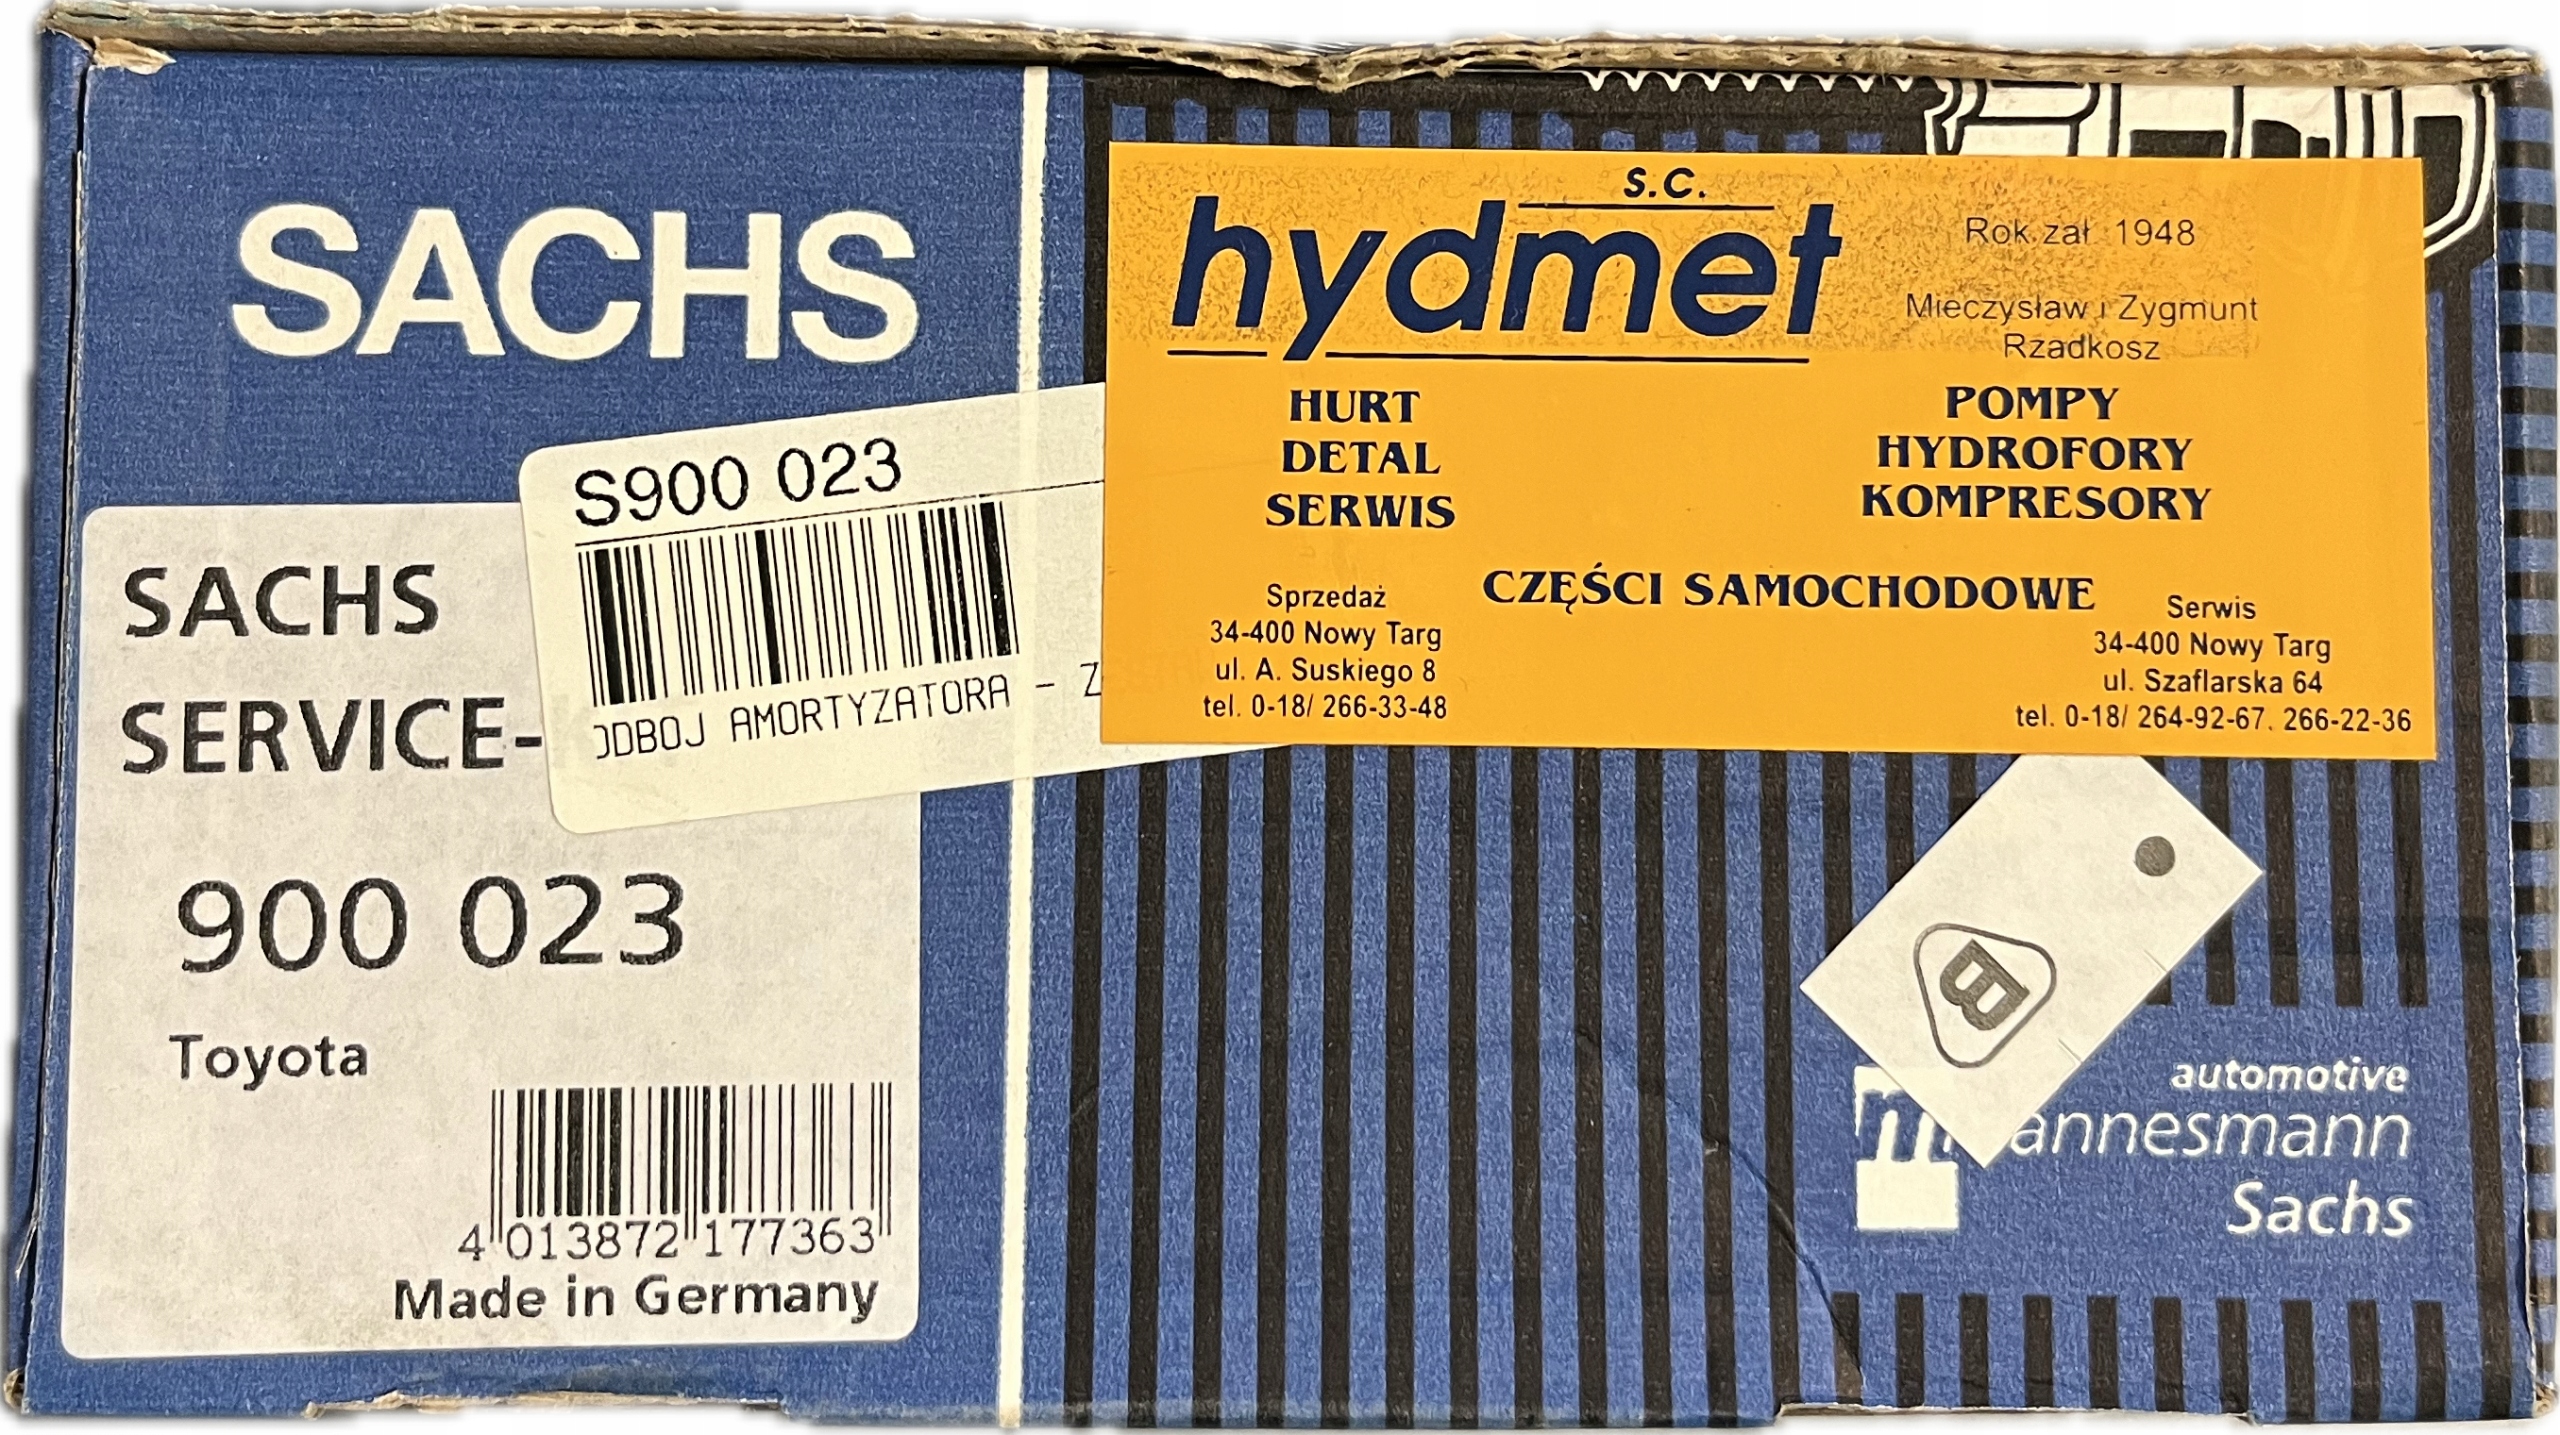 SACHS
S.C.
hydmet
Rok zał 1948
Mieczysław i Zygmunt
Rzadkosz
HURT
DETAL
SERWIS
POMPY
HYDROFORY
KOMPRESORY
CZĘŚCI SAMOCHODOWE
Sprzedaż
34-400 Nowy Targ
ul. A. Suskiego 8
tel. 0-18/ 266-33-48
Serwis
34-400 Nowy Targ
ul. Szaflarska 64
tel. 0-18/ 264-92-67. 266-22-36
S900 023
ODBOJ AMORTYZATORA - Z
SACHS
SERVICE-
900 023
Toyota
4 013872 177363
Made in Germany
B
automotive
mannesmann
Sachs